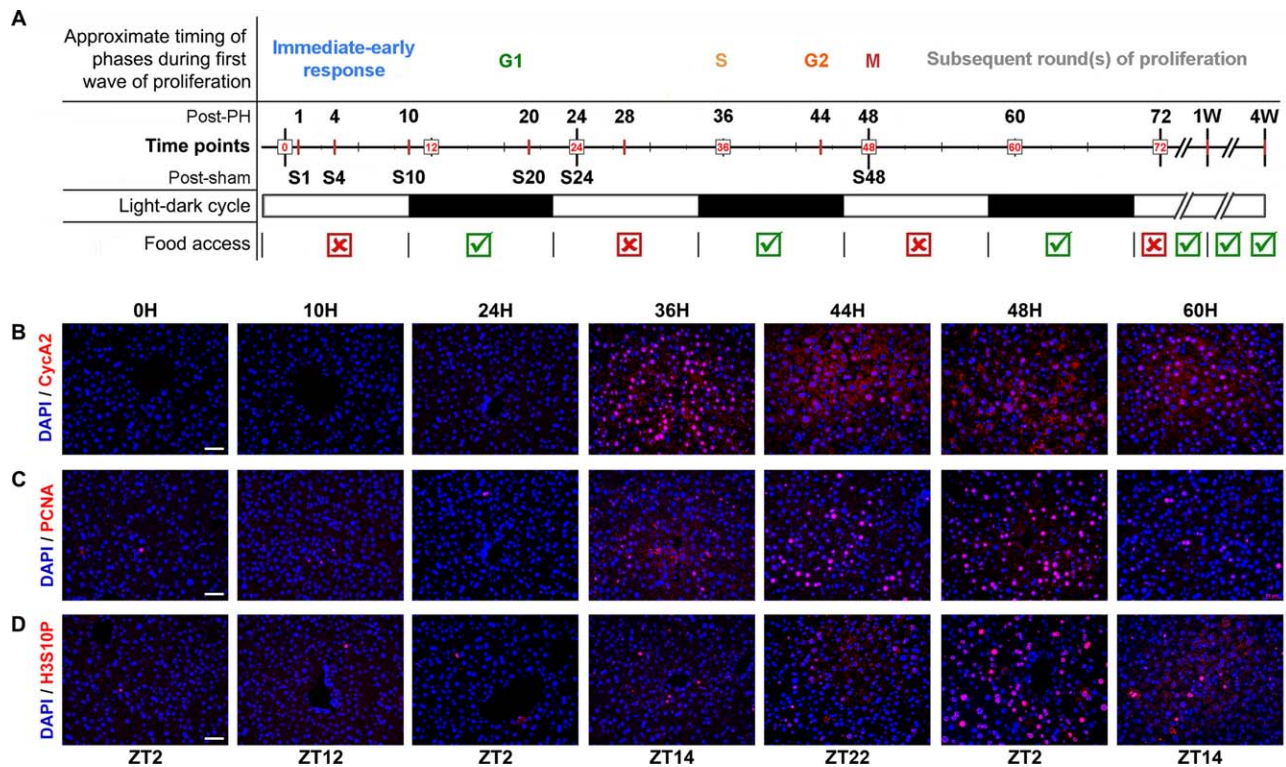 A
Approximate timing of
phases during first
wave of proliferation
Immediate-early
response
G1
S
G2
M
Subsequent round(s) of proliferation
Post-PH
1 4 10 20 24 28 36 44 48 60 72 1W 4W
Time points
0 12 24 36 48 60 72
Post-sham
S1 S4 S10 S20 S24 S48
Light-dark cycle
Food access
0H 10H 24H 36H 44H 48H 60H
B
DAPI / CycA2
C
DAPI / PCNA
D
DAPI / H3S10P
ZT2 ZT12 ZT2 ZT14 ZT22 ZT2 ZT14